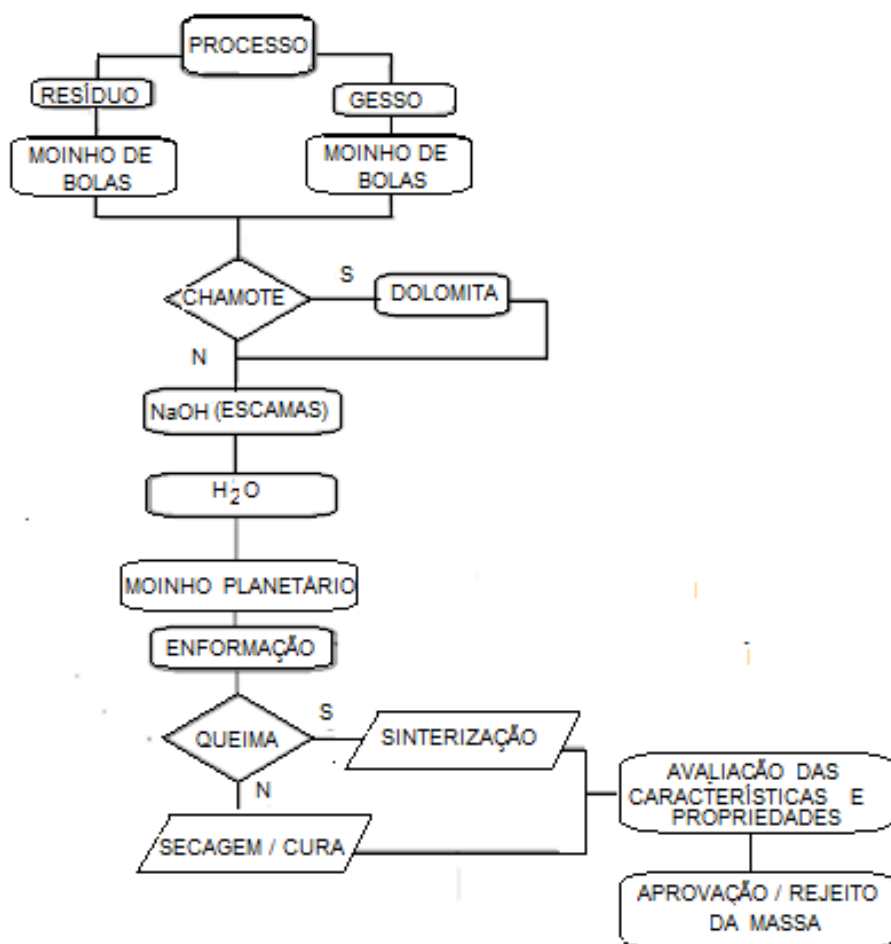 PROCESSO
RESÍDUO
GESSO
MOINHO DE
BOLAS
MOINHO DE
BOLAS
CHAMOTE
S
DOLOMITA
N
NaOH (ESCAMAS)
H2O
MOINHO PLANETÁRIO
ENFORMAÇÃO
QUEIMA
S
SINTERIZAÇÃO
N
SECAGEM / CURA
AVALIACÃO DAS
CARACTERÍSTICAS E
PROPRIEDADES
APROVAÇÃO / REJEITO
DA MASSA